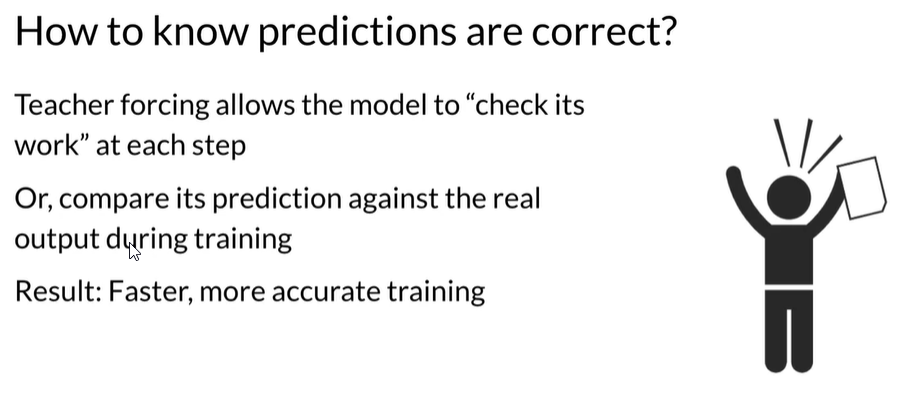 How to know predictions are correct?
Teacher forcing allows the model to “check its
work” at each step
Or, compare its prediction against the real
output during training
Result: Faster, more accurate training